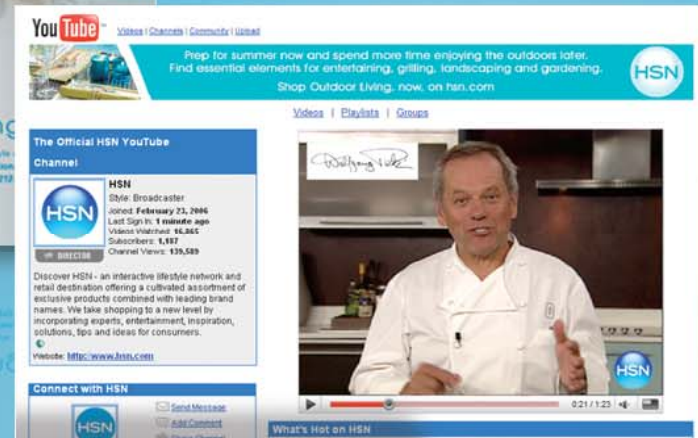 You Tube
Videos | Channels | Community | Upload
Prep for summer now and spend more time enjoying the outdoors later.
Find essential elements for entertaining, grilling, landscaping and gardening.
Shop Outdoor Living, now, on hsn.com
HSN
Videos | Playlists | Groups
The Official HSN YouTube
Channel
HSN
HSN
Style: Broadcaster
Joined: February 23, 2006
Last Sign In: 1 minute ago
Videos Watched: 16,865
Subscribers: 1,187
Channel Views: 139,589
DIRECTOR
Discover HSN - an interactive lifestyle network and
retail destination offering a cultivated assortment of
exclusive products combined with leading brand
names. We take shopping to a new level by
incorporating experts, entertainment, inspiration,
solutions, tips and ideas for consumers.
Website: http://www.hsn.com
Connect with HSN
HSN
Send Message
Add Comment
Share Channel
Wolfgang Puck
HSN
0:21 / 1:23
What's Hot on HSN